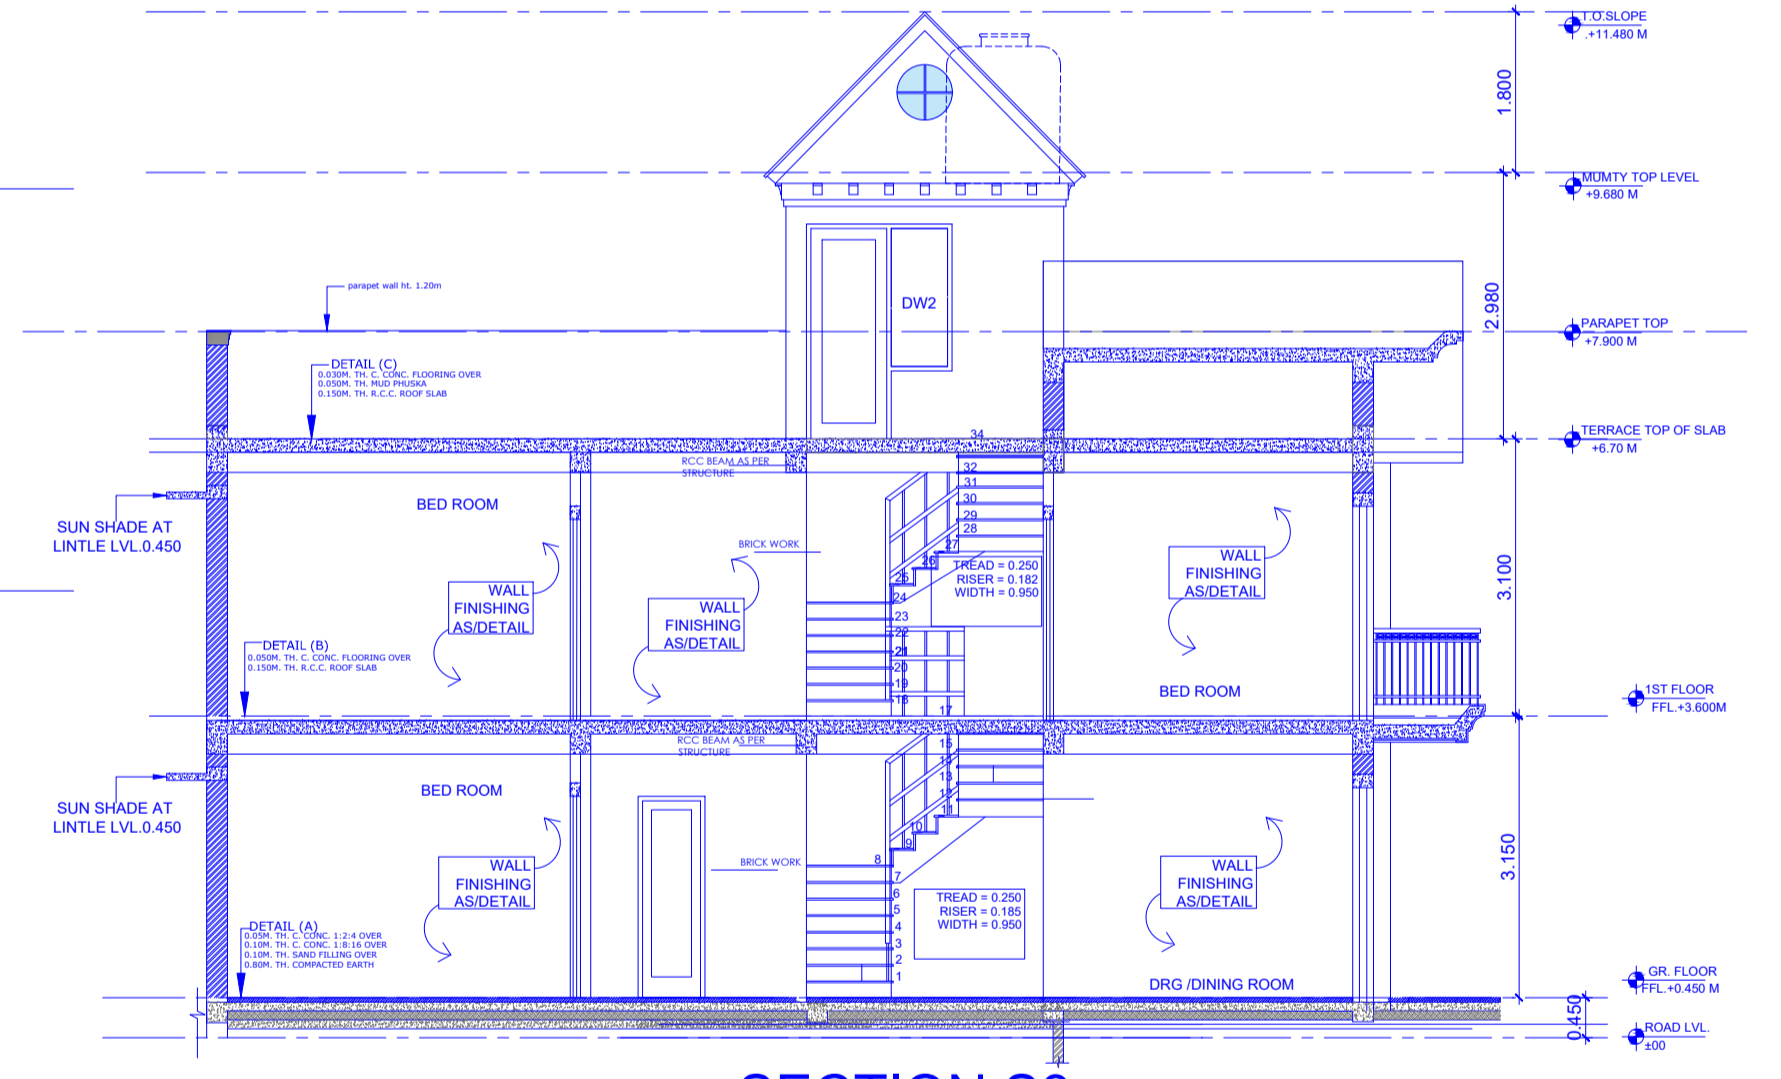 T.O.SLOPE
.+11.480 M
1.800
MUMTY TOP LEVEL
+9.680 M
parapet wall ht. 1.20m
DW2
2.980
PARAPET TOP
+7.900 M
DETAIL (C)
0.030M. TH. C. CONC. FLOORING OVER
0.050M. TH. MUD PHUSKA
0.150M. TH. R.C.C. ROOF SLAB
34
TERRACE TOP OF SLAB
+6.70 M
RCC BEAM AS PER
STRUCTURE
32
31
30
29
28
27
26
25
24
23
22
21
20
19
18
17
BED ROOM
SUN SHADE AT
LINTLE LVL.0.450
BRICK WORK
TREAD = 0.250
RISER = 0.182
WIDTH = 0.950
WALL
FINISHING
AS/DETAIL
WALL
FINISHING
AS/DETAIL
WALL
FINISHING
AS/DETAIL
3.100
DETAIL (B)
0.050M. TH. C. CONC. FLOORING OVER
0.150M. TH. R.C.C. ROOF SLAB
BED ROOM
1ST FLOOR
FFL.+3.600M
RCC BEAM AS PER
STRUCTURE
15
14
13
12
11
10
9
8
7
6
5
4
3
2
1
BED ROOM
SUN SHADE AT
LINTLE LVL.0.450
BRICK WORK
WALL
FINISHING
AS/DETAIL
WALL
FINISHING
AS/DETAIL
3.150
TREAD = 0.250
RISER = 0.185
WIDTH = 0.950
DETAIL (A)
0.05M. TH. C. CONC. 1:2:4 OVER
0.10M. TH. C. CONC. 1:8:16 OVER
0.10M. TH. SAND FILLING OVER
0.80M. TH. COMPACTED EARTH
DRG /DINING ROOM
GR. FLOOR
FFL.+0.450 M
0.450
ROAD LVL.
±00